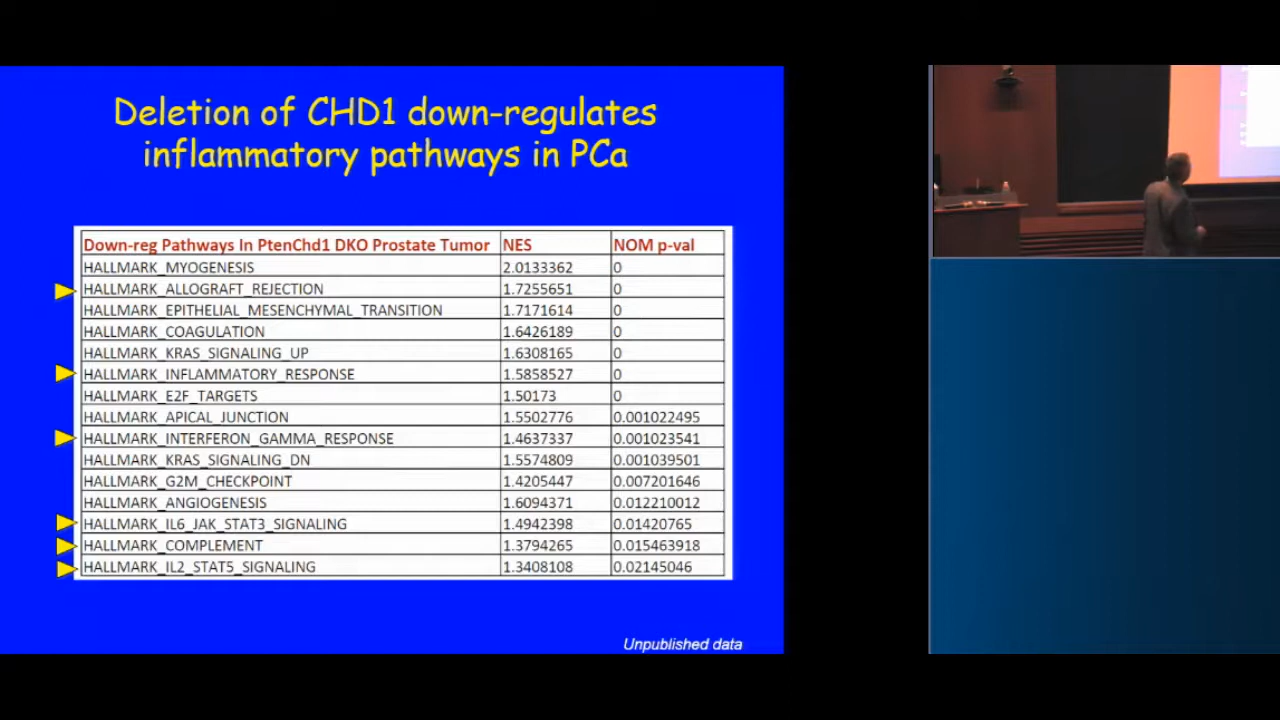 Deletion of CHD1 down-regulates
inflammatory pathways in PCa
Down-reg Pathways In PtenChd1 DKO Prostate Tumor NES NOM p-val
HALLMARK_MYOGENESIS 2.0133362 0
HALLMARK_ALLOGRAFT_REJECTION 1.7255651 0
HALLMARK_EPITHELIAL_MESENCHYMAL_TRANSITION 1.7171614 0
HALLMARK_COAGULATION 1.6426189 0
HALLMARK_KRAS_SIGNALING_UP 1.6308165 0
HALLMARK_INFLAMMATORY_RESPONSE 1.5858527 0
HALLMARK_E2F_TARGETS 1.50173 0
HALLMARK_APICAL_JUNCTION 1.5502776 0.001022495
HALLMARK_INTERFERON_GAMMA_RESPONSE 1.4637337 0.001023541
HALLMARK_KRAS_SIGNALING_DN 1.5574809 0.001039501
HALLMARK_G2M_CHECKPOINT 1.4205447 0.007201646
HALLMARK_ANGIOGENESIS 1.6094371 0.012210012
HALLMARK_IL6_JAK_STAT3_SIGNALING 1.4942398 0.01420765
HALLMARK_COMPLEMENT 1.3794265 0.015463918
HALLMARK_IL2_STAT5_SIGNALING 1.3408108 0.02145046
Unpublished data